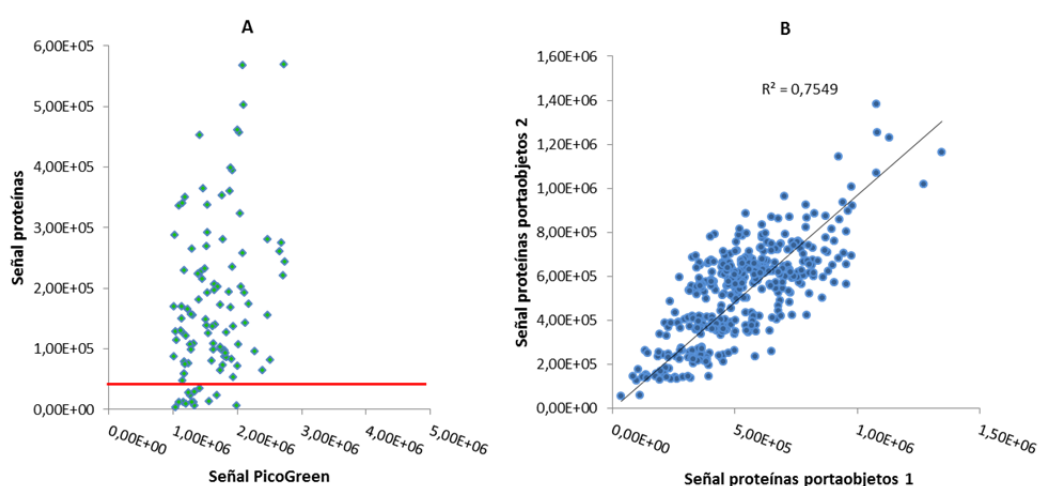 A
Señal proteínas
6,00E+05
5,00E+05
4,00E+05
3,00E+05
2,00E+05
1,00E+05
0,00E+00
0,00E+00
1,00E+06
2,00E+06
3,00E+06
4,00E+06
5,00E+06
Señal PicoGreen
B
Señal proteínas portaobjetos 2
1,60E+06
1,40E+06
1,20E+06
1,00E+06
8,00E+05
6,00E+05
4,00E+05
2,00E+05
0,00E+00
R² = 0,7549
0,00E+00
5,00E+05
1,00E+06
1,50E+06
Señal proteínas portaobjetos 1